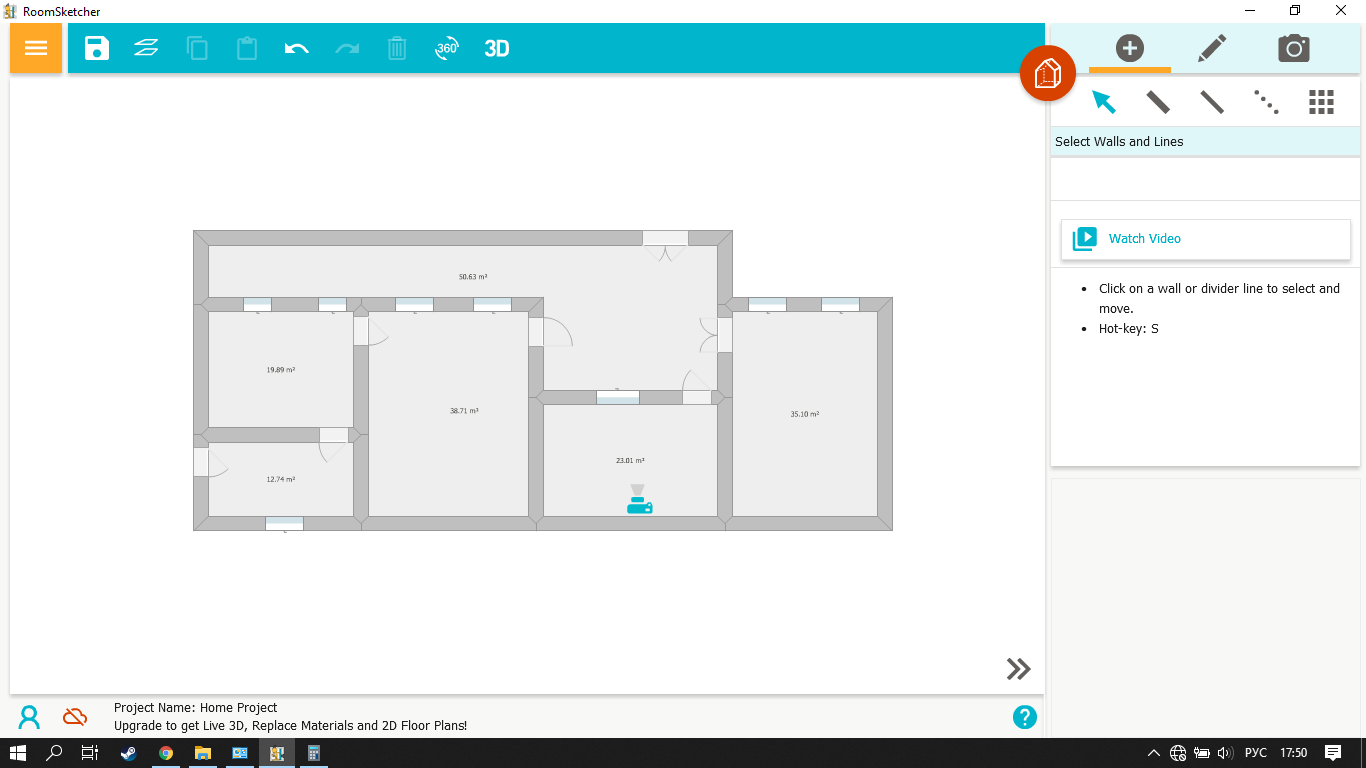 RoomSketcher
360°
3D
Select Walls and Lines
Watch Video
Click on a wall or divider line to select and
move.
Hot-key: S
50.63 m²
19.89 m²
38.71 m²
35.10 m²
23.01 m²
12.74 m²
Project Name: Home Project
Upgrade to get Live 3D, Replace Materials and 2D Floor Plans!
?
РУС
17:50